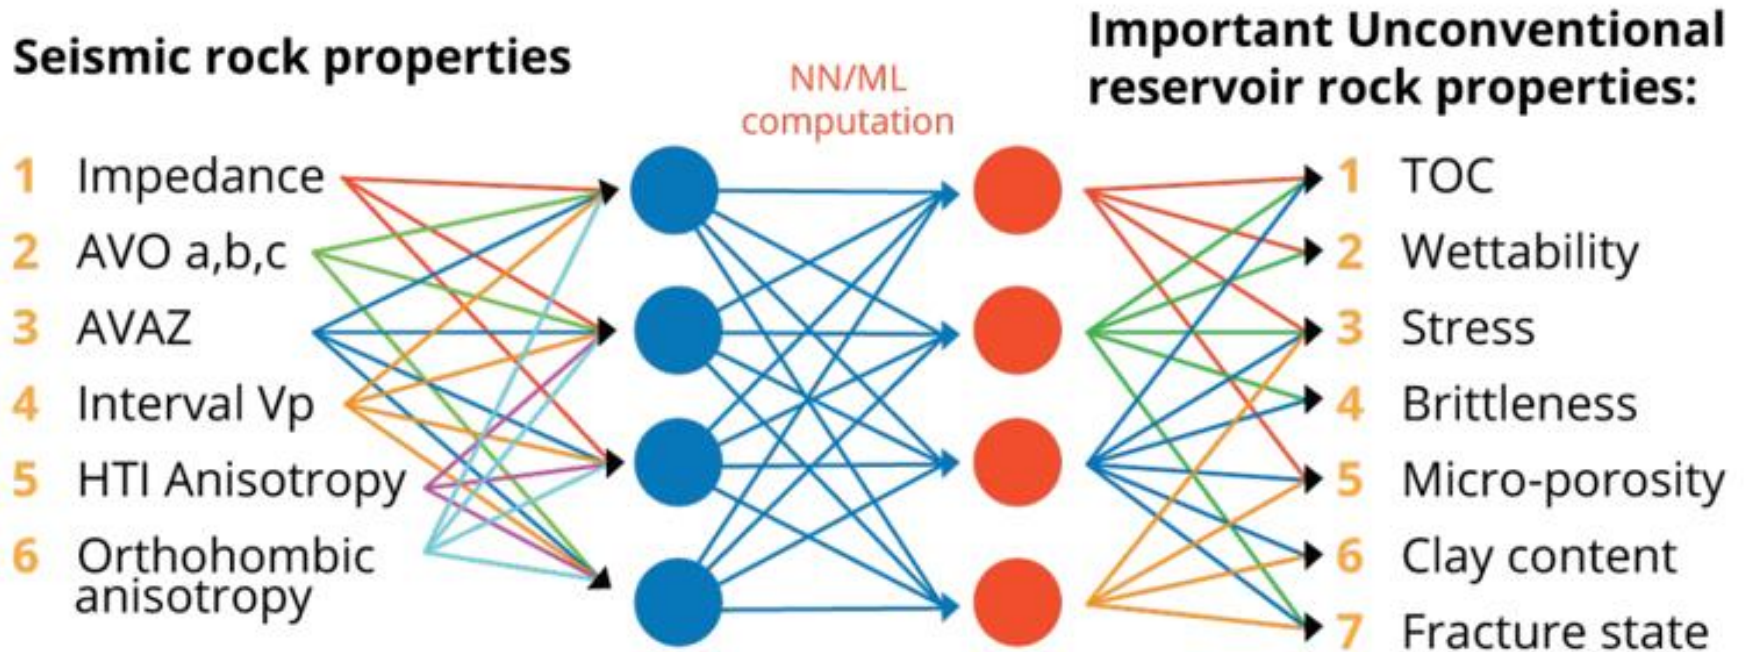 Seismic rock properties
1 Impedance
2 AVO a,b,c
3 AVAZ
4 Interval Vp
5 HTI Anisotropy
6 Orthohombic
anisotropy
NN/ML
computation
Important Unconventional
reservoir rock properties:
1 TOC
2 Wettability
3 Stress
4 Brittleness
5 Micro-porosity
6 Clay content
7 Fracture state